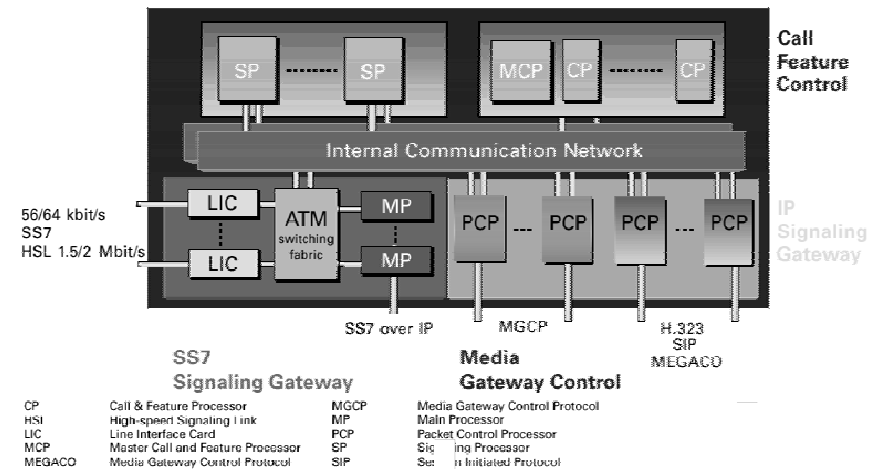 Call
Feature
Control
SP SP MCP CP CP
Internal Communication Network
56/64 kbit/s
SS7
HSL 1.5/2 Mbit/s
LIC
LIC
ATM
switching
fabric
MP
MP
PCP PCP PCP PCP
IP
Signaling
Gateway
SS7 over IP
MGCP
H.323
SIP
MEGACO
SS7
Signaling Gateway
Media
Gateway Control
CP Call & Feature Processor MGCP Media Gateway Control Protocol
HSL High-speed Signaling Link MP Main Processor
LIC Line Interface Card PCP Packet Control Processor
MCP Master Call and Feature Processor SP Processor
MEGACO Media Gateway Control Protocol SIP Initiated Protocol